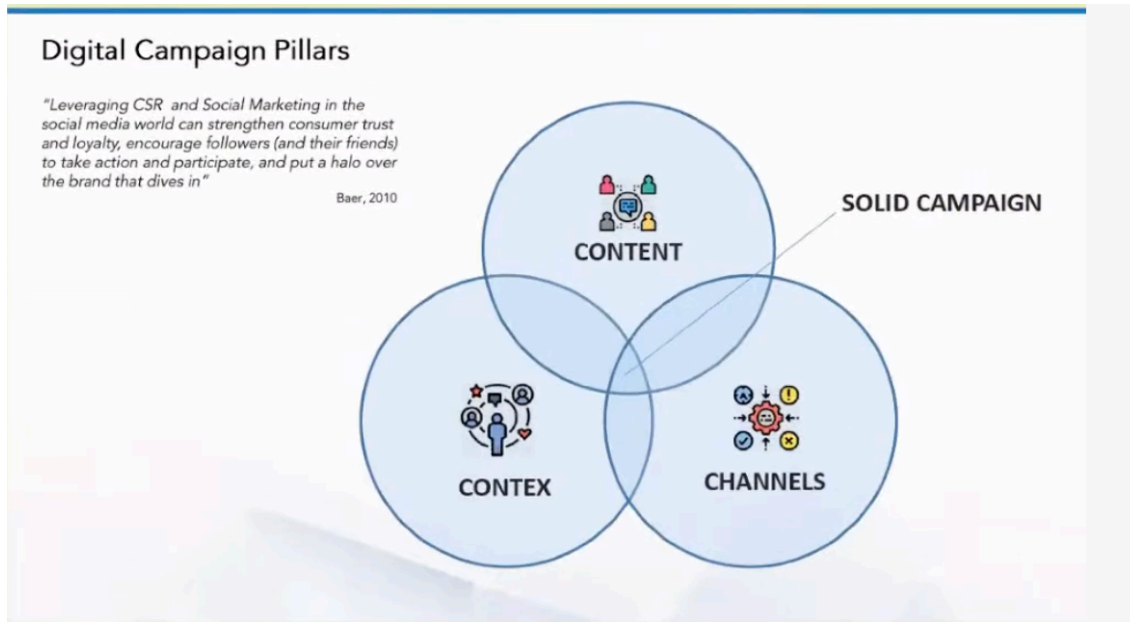 Digital Campaign Pillars
"Leveraging CSR and Social Marketing in the
social media world can strengthen consumer trust
and loyalty, encourage followers (and their friends)
to take action and participate, and put a halo over
the brand that dives in"
Baer, 2010
SOLID CAMPAIGN
CONTENT
CONTEX
CHANNELS